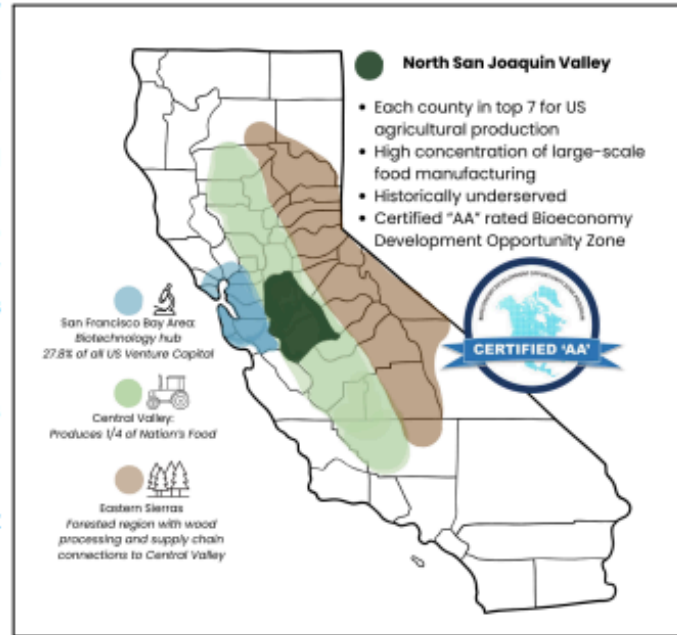 North San Joaquin Valley
• Each county in top 7 for US
agricultural production
• High concentration of large-scale
food manufacturing
• Historically underserved
• Certified “AA” rated Bioeconomy
Development Opportunity Zone
San Francisco Bay Area:
Biotechnology hub
27.8% of all US Venture Capital
CERTIFIED ‘AA’
Central Valley:
Produces 1/4 of Nation's Food
Eastern Sierras
Forested region with wood
processing and supply chain
connections to Central Valley